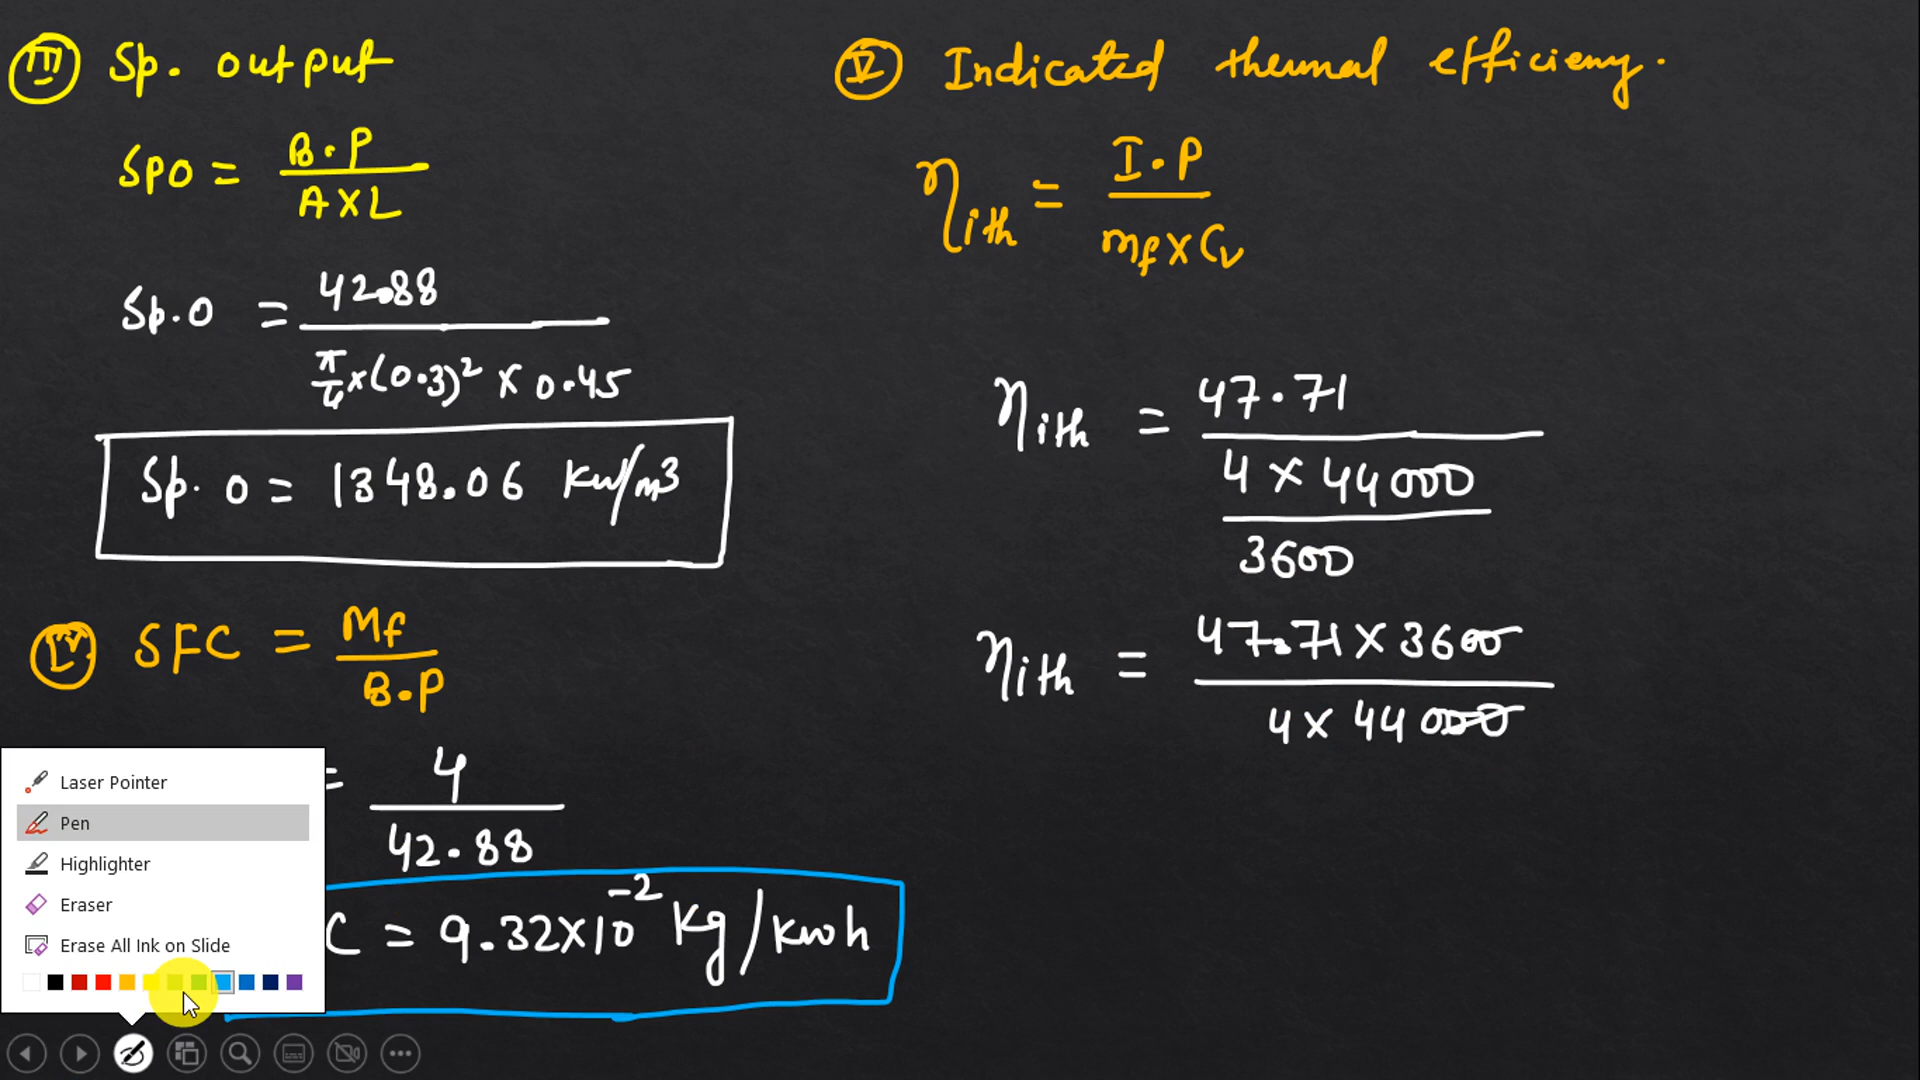 III Sp. output
SPO = B.P / A X L
Sp.O = 42.88 / π/4 x (0.3)² X 0.45
Sp. O = 1348.06 Kw/m3
IV SFC = Mf / B.P
= 4 / 42.88
C = 9.32x10⁻² Kg/Kwh
V Indicated thermal efficiency.
ηith = I.P / mf X Cv
ηith = 47.71 / 4 X 44000 / 3600
ηith = 47.71 X 3600 / 4 X 44000
Laser Pointer
Pen
Highlighter
Eraser
Erase All Ink on Slide